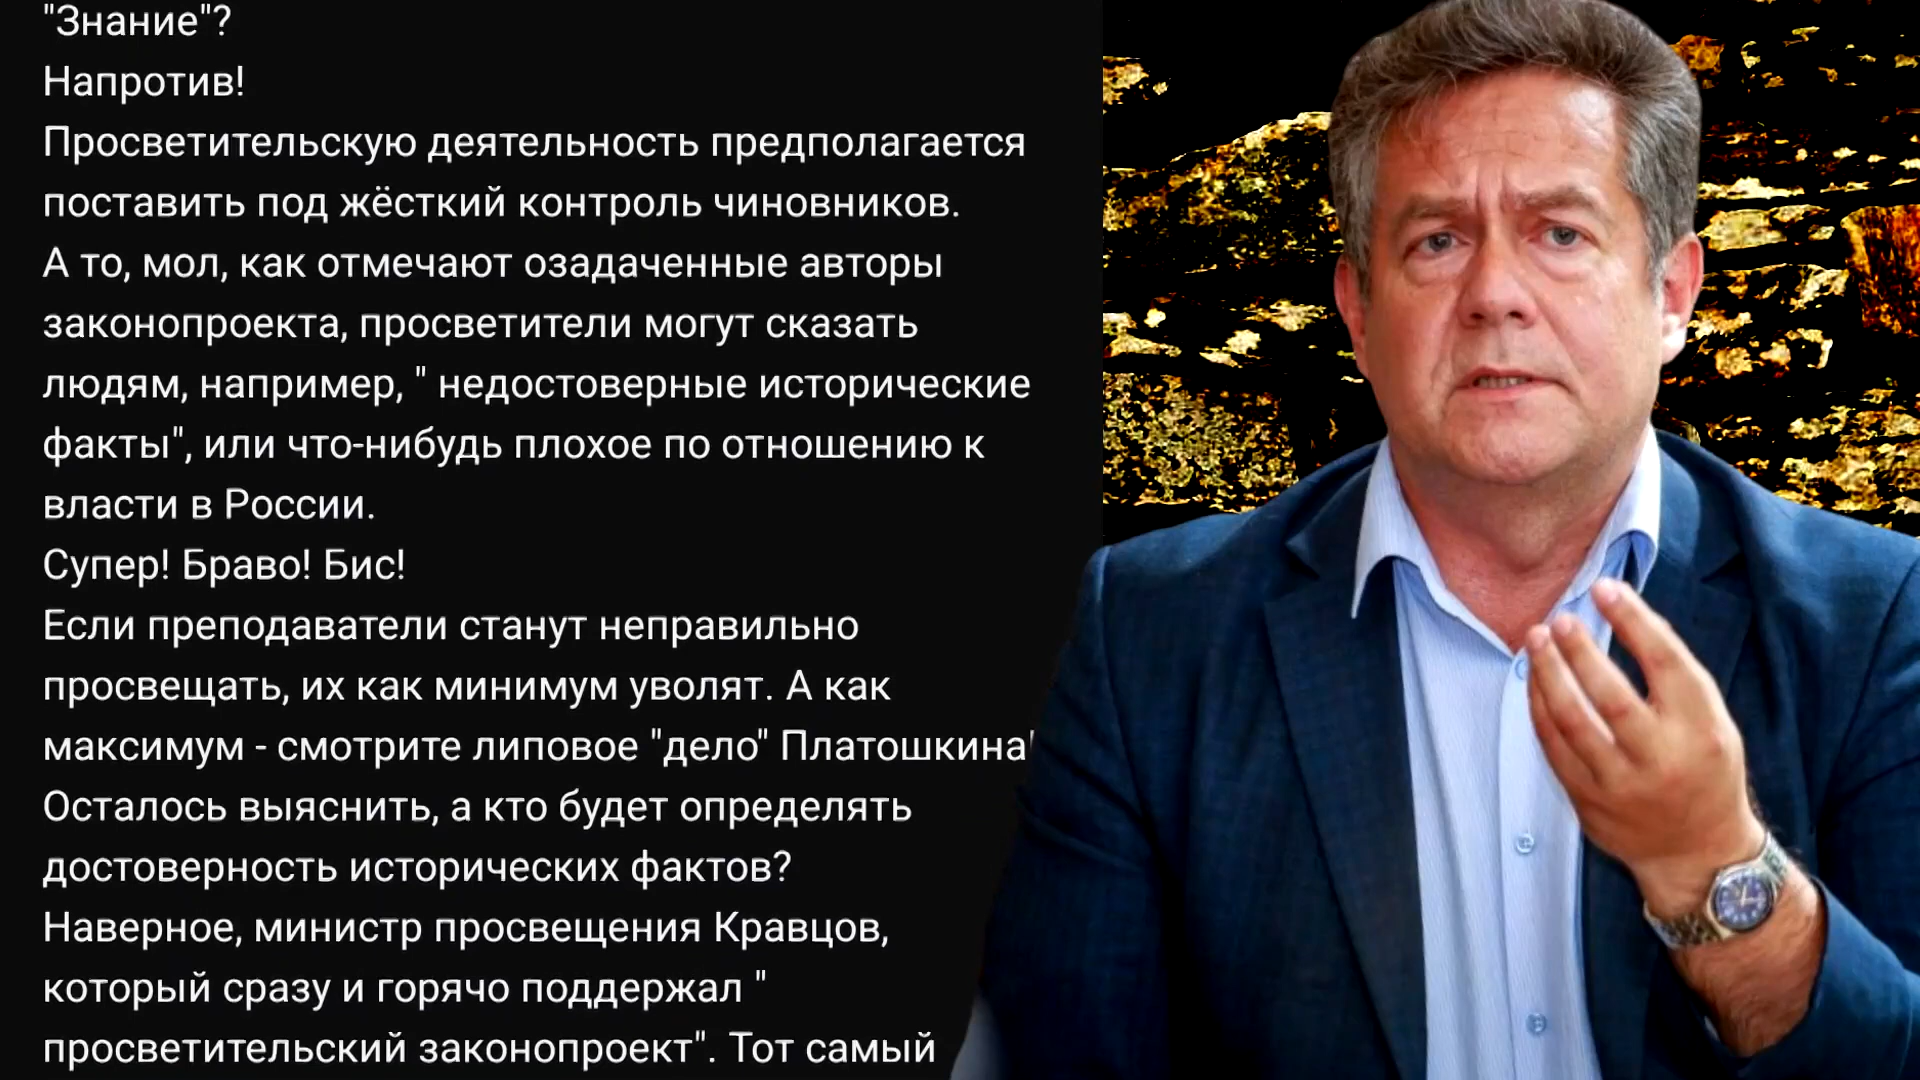 "Знание"?
Напротив!
Просветительскую деятельность предполагается
поставить под жёсткий контроль чиновников.
А то, мол, как отмечают озадаченные авторы
законопроекта, просветители могут сказать
людям, например, " недостоверные исторические
факты", или что-нибудь плохое по отношению к
власти в России.
Супер! Браво! Бис!
Если преподаватели станут неправильно
просвещать, их как минимум уволят. А как
максимум - смотрите липовое "дело" Платошкина!
Осталось выяснить, а кто будет определять
достоверность исторических фактов?
Наверное, министр просвещения Кравцов,
который сразу и горячо поддержал "
просветительский законопроект". Тот самый